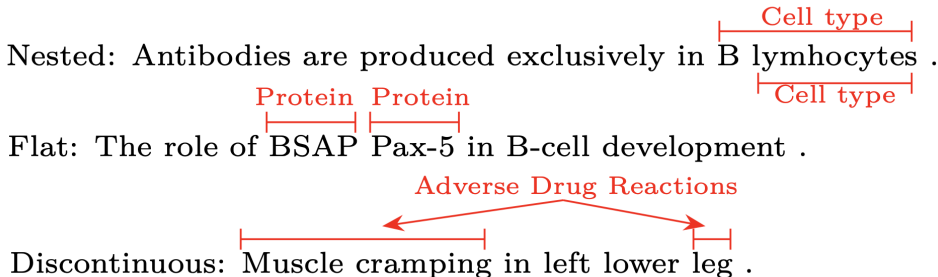 Cell type
Nested: Antibodies are produced exclusively in B lymhocytes .
Cell type
Protein Protein
Flat: The role of BSAP Pax-5 in B-cell development .
Adverse Drug Reactions
Discontinuous: Muscle cramping in left lower leg .